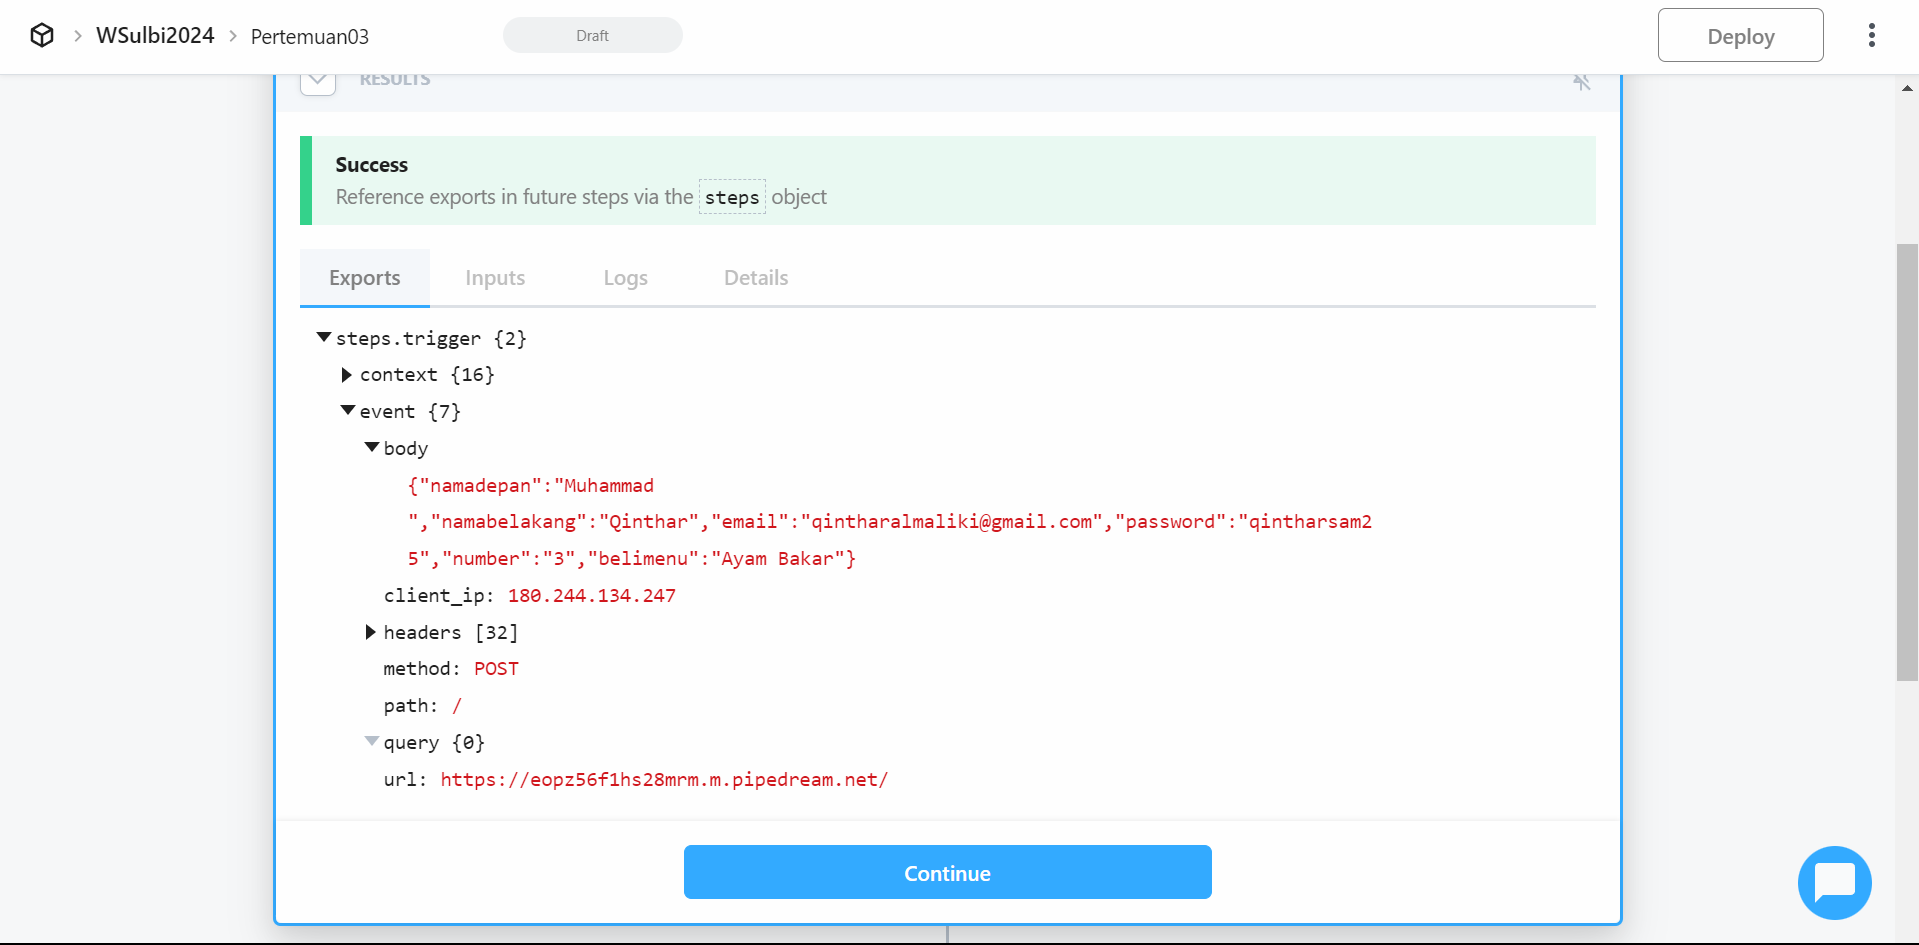 WSulbi2024 > Pertemuan03
Draft
Deploy
RESULTS
Success
Reference exports in future steps via the steps object
Exports Inputs Logs Details
steps.trigger {2}
context {16}
event {7}
body
{"namadepan":"Muhammad
","namabelakang":"Qinthar","email":"qintharalmaliki@gmail.com","password":"qintharsam2
5","number":"3","belimenu":"Ayam Bakar"}
client_ip: 180.244.134.247
headers [32]
method: POST
path: /
query {0}
url: https://eopz56f1hs28mrm.m.pipedream.net/
Continue